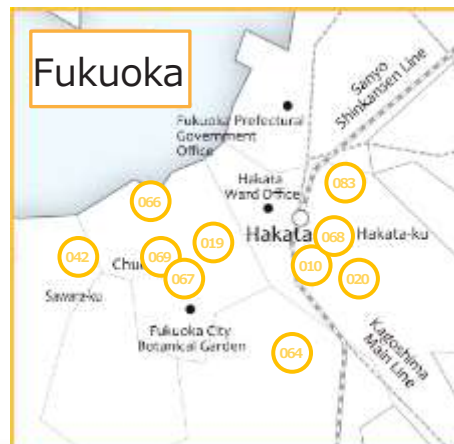 Fukuoka
Sanyo
Shinkansen Line
Fukuoka Prefectural
Government
Office
Hakata
Ward Office
083
066
019
Hakata
068
Hakata-ku
042
069
010
067
020
Sawara-ku
Fukuoka City
Botanical Garden
064
Kagoshima
Main Line